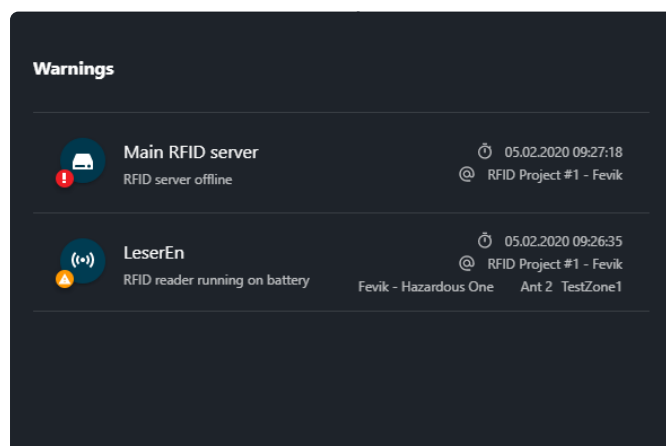 Warnings
Main RFID server
05.02.2020 09:27:18
RFID server offline
@ RFID Project #1 - Fevik
LeserEn
05.02.2020 09:26:35
@ RFID Project #1 - Fevik
RFID reader running on battery
Fevik - Hazardous One Ant 2 TestZone1